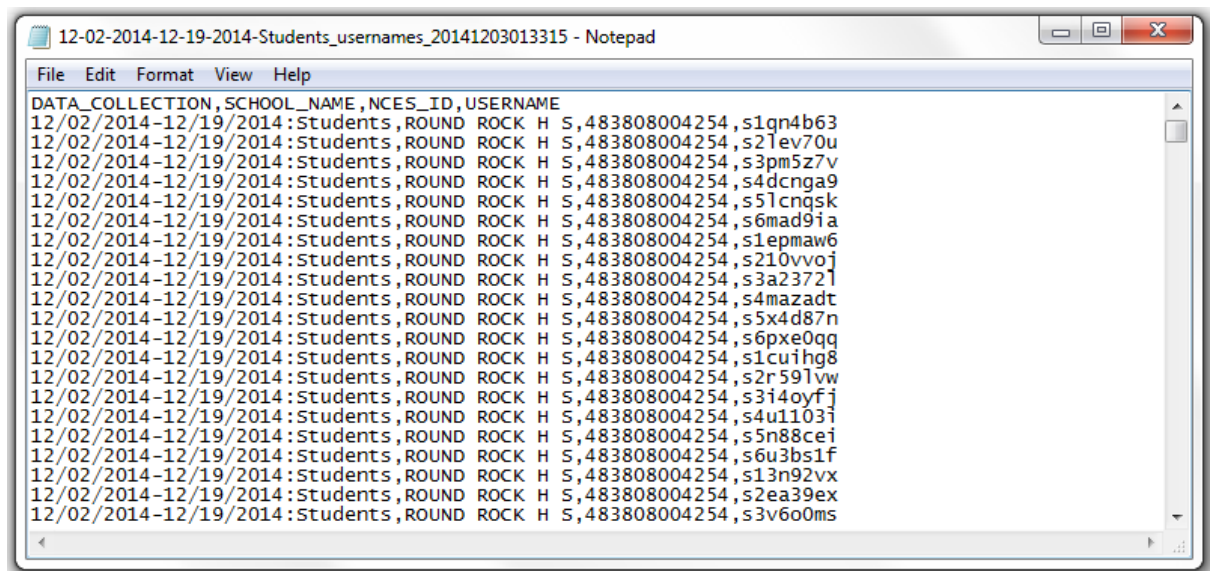 12-02-2014-12-19-2014-Students_usernames_20141203013315 - Notepad
File Edit Format View Help
DATA_COLLECTION,SCHOOL_NAME,NCES_ID,USERNAME
12/02/2014-12/19/2014:Students,ROUND ROCK H S,483808004254,s1qn4b63
12/02/2014-12/19/2014:Students,ROUND ROCK H S,483808004254,s2lev70u
12/02/2014-12/19/2014:Students,ROUND ROCK H S,483808004254,s3pm5z7v
12/02/2014-12/19/2014:Students,ROUND ROCK H S,483808004254,s4dcnga9
12/02/2014-12/19/2014:Students,ROUND ROCK H S,483808004254,s5lcnqsk
12/02/2014-12/19/2014:Students,ROUND ROCK H S,483808004254,s6mad9ia
12/02/2014-12/19/2014:Students,ROUND ROCK H S,483808004254,s1epmaw6
12/02/2014-12/19/2014:Students,ROUND ROCK H S,483808004254,s210vvoj
12/02/2014-12/19/2014:Students,ROUND ROCK H S,483808004254,s3a2372l
12/02/2014-12/19/2014:Students,ROUND ROCK H S,483808004254,s4mazadt
12/02/2014-12/19/2014:Students,ROUND ROCK H S,483808004254,s5x4d87n
12/02/2014-12/19/2014:Students,ROUND ROCK H S,483808004254,s6pxe0qq
12/02/2014-12/19/2014:Students,ROUND ROCK H S,483808004254,s1cuihg8
12/02/2014-12/19/2014:Students,ROUND ROCK H S,483808004254,s2r59lvw
12/02/2014-12/19/2014:Students,ROUND ROCK H S,483808004254,s3i4oyfj
12/02/2014-12/19/2014:Students,ROUND ROCK H S,483808004254,s4u1103i
12/02/2014-12/19/2014:Students,ROUND ROCK H S,483808004254,s5n88cei
12/02/2014-12/19/2014:Students,ROUND ROCK H S,483808004254,s6u3bs1f
12/02/2014-12/19/2014:Students,ROUND ROCK H S,483808004254,s13n92vx
12/02/2014-12/19/2014:Students,ROUND ROCK H S,483808004254,s2ea39ex
12/02/2014-12/19/2014:Students,ROUND ROCK H S,483808004254,s3v6o0ms